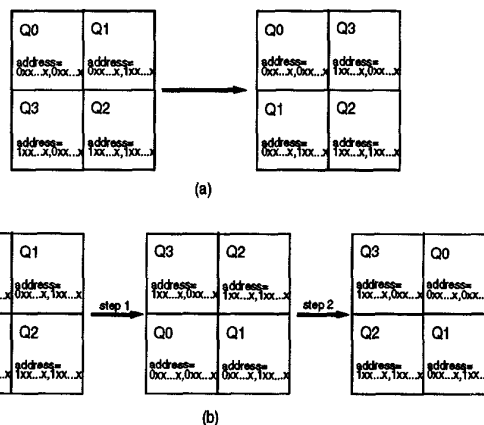 Q0 Q1 Q0 Q3
address= address= address= address=
0xx...x,0xx...x 0xx...x,1xx...x 0xx...x,0xx...x 1xx...x,0xx...x
Q3 Q2 Q1 Q2
address= address= address= address=
1xx...x,0xx...x 1xx...x,1xx...x 0xx...x,1xx...x 1xx...x,1xx...x
(a)
Q1 Q3 Q2 Q3 Q0
address= address= address= address= address=
...x 0xx...x,1xx...x 1xx...x,0xx...x 1xx...x,1xx...x 1xx...x,0xx...x 0xx...x,0xx...
step 1 step 2
Q2 Q0 Q1 Q2 Q1
address= address= address= address= address=
...x 1xx...x,1xx...x 0xx...x,0xx...x 0xx...x,1xx...x 1xx...x,1xx...x 0xx...x,1xx...
(b)